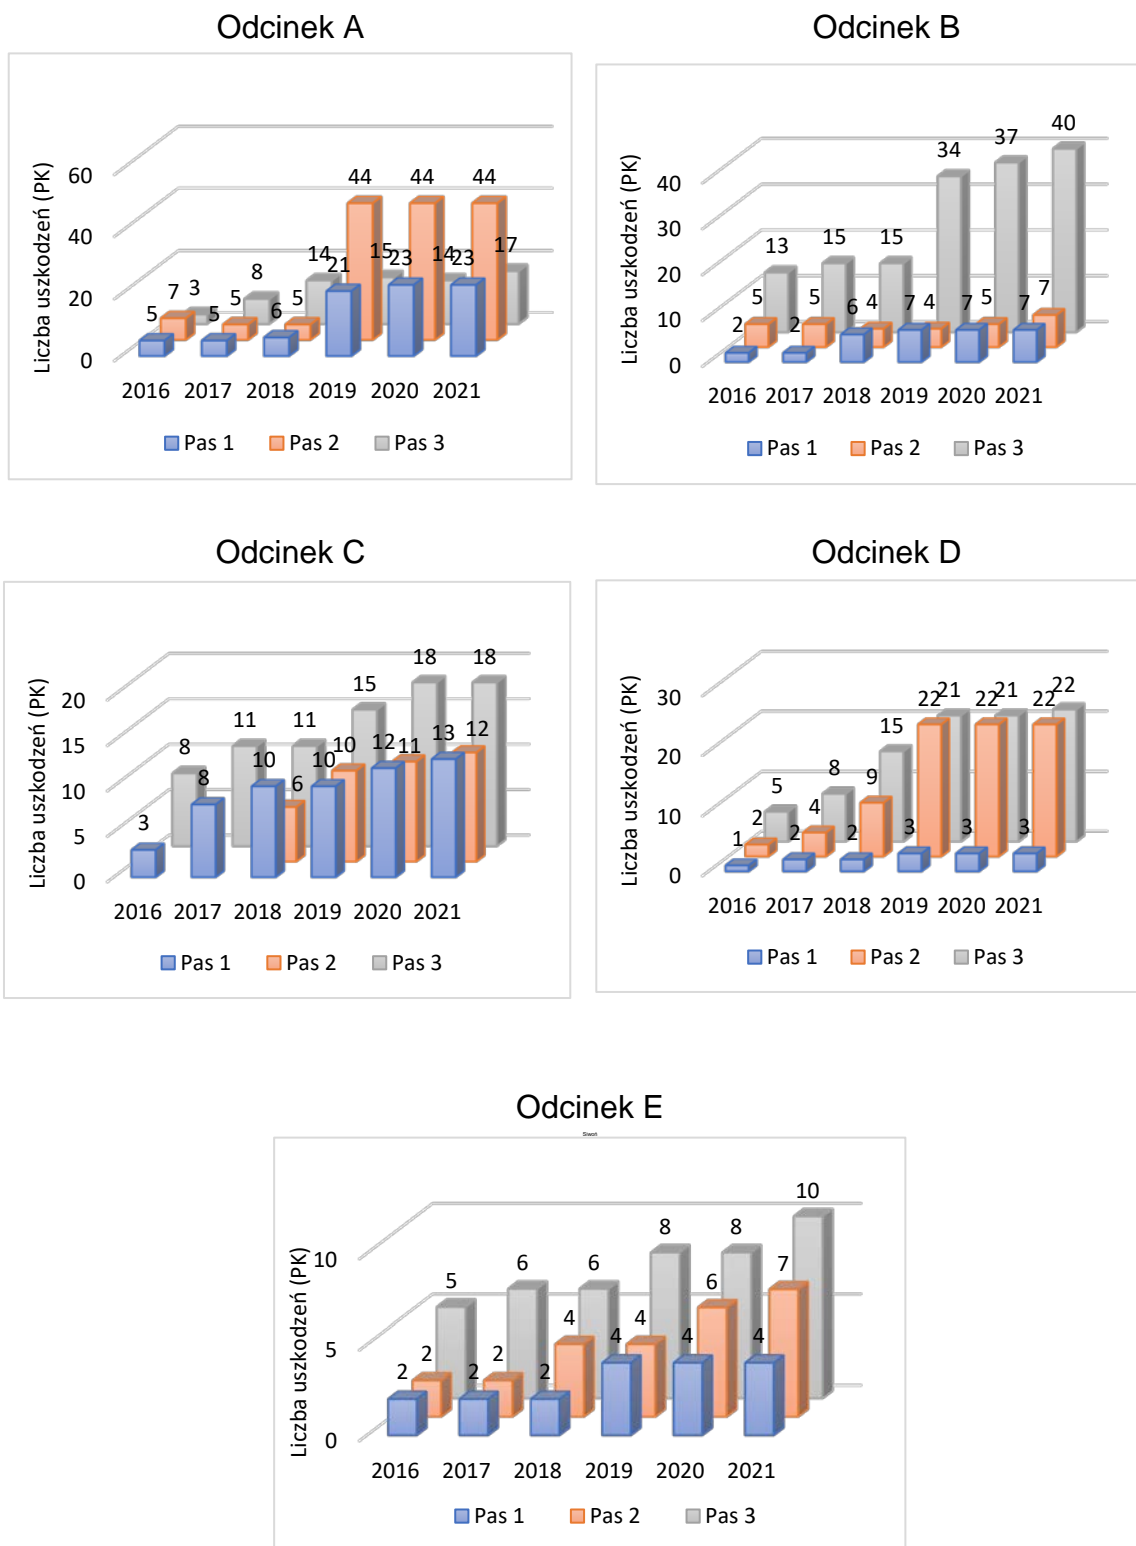 Odcinek A
Liczba uszkodzeń (PK)
60
40
20
0
5 5 6 21 23 23
7 5 5 44 44 44
3 8 14 15 14 17
2016 2017 2018 2019 2020 2021
Pas 1 Pas 2 Pas 3
Odcinek B
Liczba uszkodzeń (PK)
40
30
20
10
0
2 2 6 7 7 7
5 5 4 4 5 7
13 15 15 34 37 40
2016 2017 2018 2019 2020 2021
Pas 1 Pas 2 Pas 3
Odcinek C
Liczba uszkodzeń (PK)
20
15
10
5
0
3 8 10 10 12 13
6 10 11 12
8 11 11 15 18 18
2016 2017 2018 2019 2020 2021
Pas 1 Pas 2 Pas 3
Odcinek D
Liczba uszkodzeń (PK)
30
20
10
0
1 2 2 3 3 3
2 4 9 22 22 22
5 8 15 21 21 22
2016 2017 2018 2019 2020 2021
Pas 1 Pas 2 Pas 3
Odcinek E
Siwoń
Liczba uszkodzeń (PK)
10
5
0
2 2 2 4 4 4
2 2 4 4 6 7
5 6 6 8 8 10
2016 2017 2018 2019 2020 2021
Pas 1 Pas 2 Pas 3